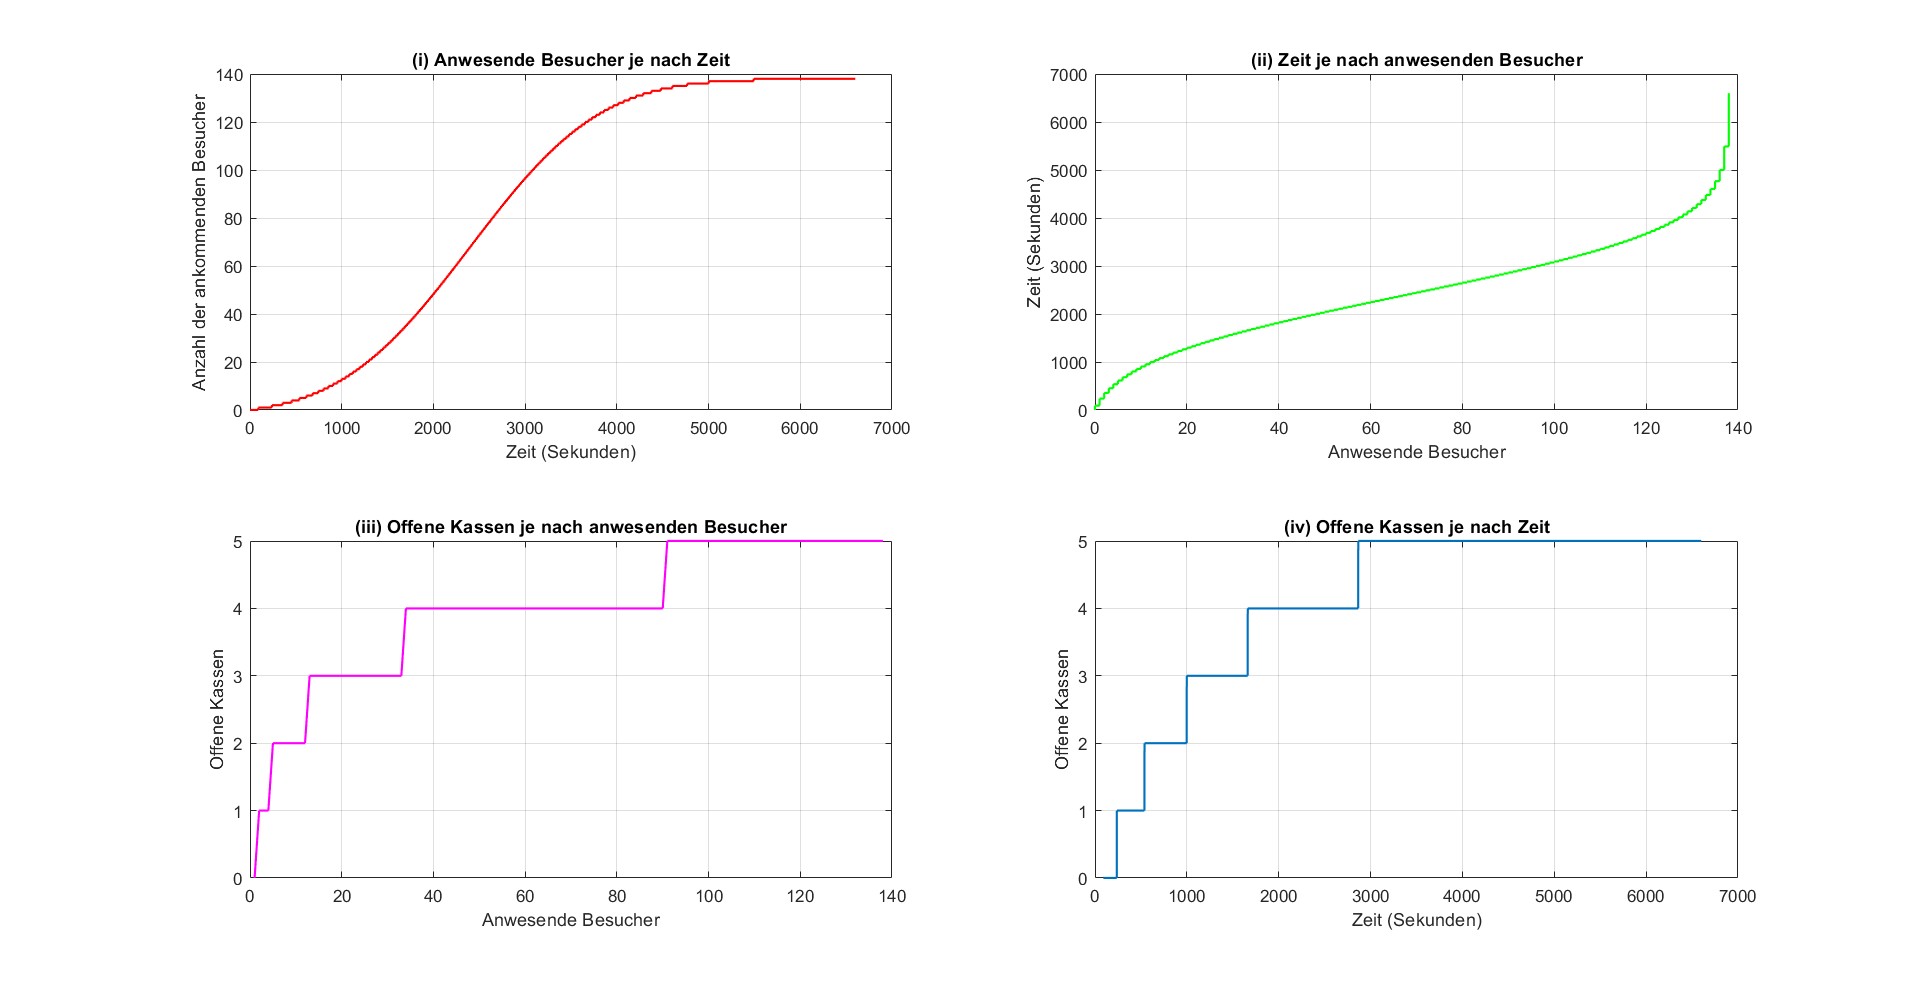 (i) Anwesende Besucher je nach Zeit
Anzahl der ankommenden Besucher
140
120
100
80
60
40
20
0
0 1000 2000 3000 4000 5000 6000 7000
Zeit (Sekunden)
(ii) Zeit je nach anwesenden Besucher
Zeit (Sekunden)
7000
6000
5000
4000
3000
2000
1000
0
0 20 40 60 80 100 120 140
Anwesende Besucher
(iii) Offene Kassen je nach anwesenden Besucher
Offene Kassen
5
4
3
2
1
0
0 20 40 60 80 100 120 140
Anwesende Besucher
(iv) Offene Kassen je nach Zeit
Offene Kassen
5
4
3
2
1
0
0 1000 2000 3000 4000 5000 6000 7000
Zeit (Sekunden)